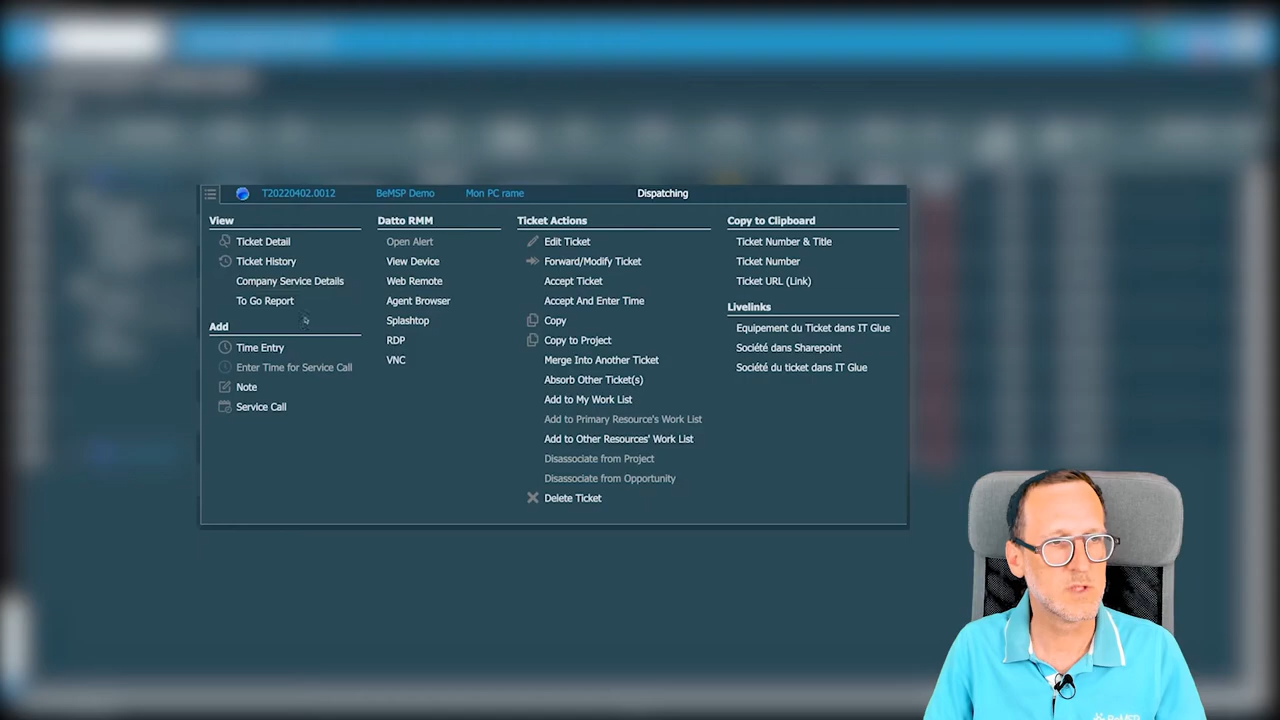 T20220402.0012 BeMSP Demo Mon PC rame Dispatching
View
Ticket Detail
Ticket History
Company Service Details
To Go Report
Add
Time Entry
Enter Time for Service Call
Note
Service Call
Datto RMM
Open Alert
View Device
Web Remote
Agent Browser
Splashtop
RDP
VNC
Ticket Actions
Edit Ticket
Forward/Modify Ticket
Accept Ticket
Accept And Enter Time
Copy
Copy to Project
Merge Into Another Ticket
Absorb Other Ticket(s)
Add to My Work List
Add to Primary Resource's Work List
Add to Other Resources' Work List
Disassociate from Project
Disassociate from Opportunity
Delete Ticket
Copy to Clipboard
Ticket Number & Title
Ticket Number
Ticket URL (Link)
Livelinks
Equipement du Ticket dans IT Glue
Société dans Sharepoint
Société du ticket dans IT Glue
BeMSP